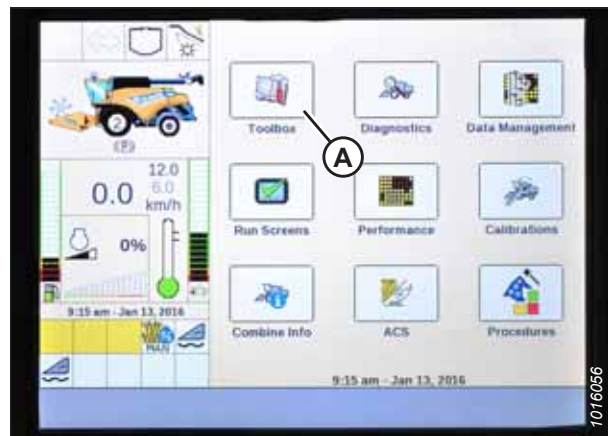 2
(P)
12.0
6.0
0.0 km/h
0%
9:15 am - Jan 13, 2016
MAN
Toolbox
Diagnostics
Data Management
A
Run Screens
Performance
Calibrations
Combine Info
ACS
Procedures
9:15 am - Jan 13, 2016
1016056